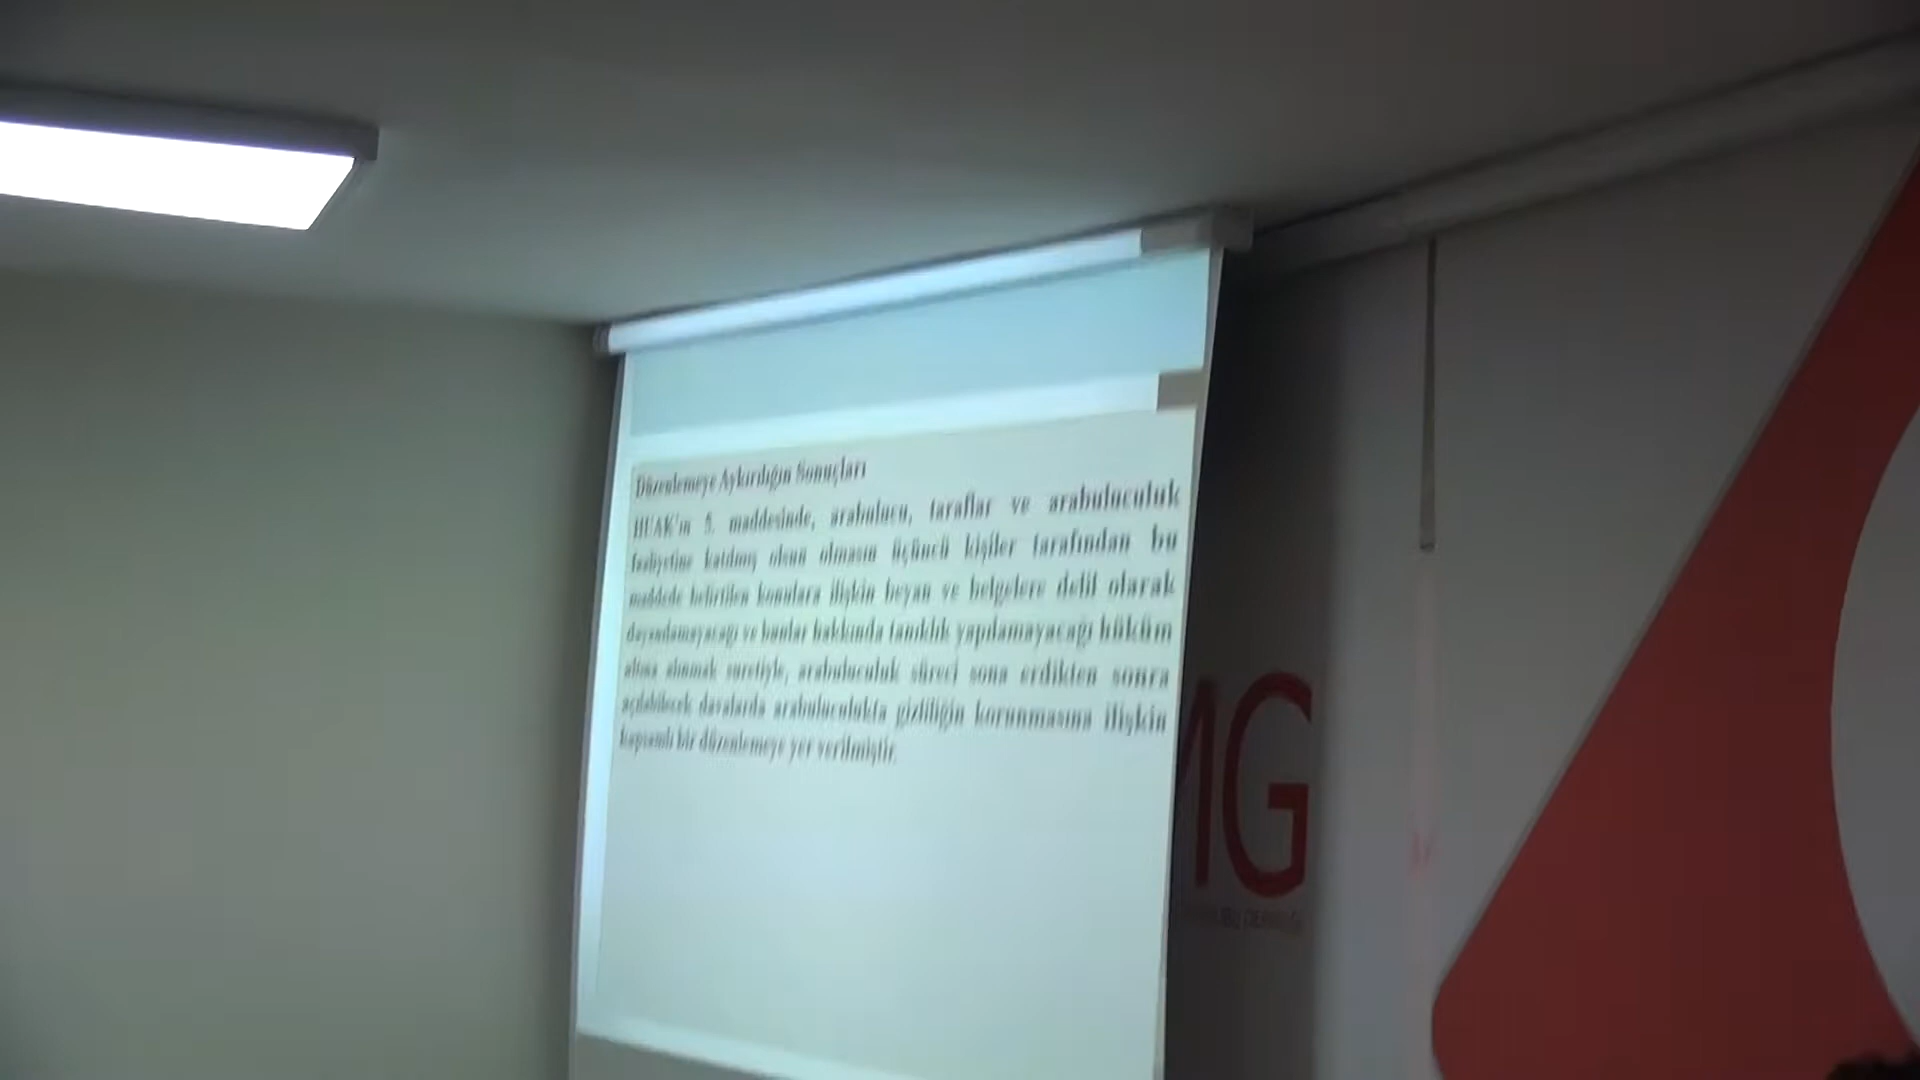 Düzenlemeye Aykırılığın Sonuçları
HUAK'ın 5. maddesinde, arabulucu, taraflar ve arabuluculuk
faaliyetine katılmış olsun olmasın üçüncü kişiler tarafından bu
maddede belirtilen konulara ilişkin beyan ve belgelere delil olarak
dayanılamayacağı ve bunlar hakkında tanıklık yapılamayacağı hüküm
altına alınmak suretiyle, arabuluculuk süreci sona erdikten sonra
açılabilecek davalarda arabuluculukta gizliliğin korunmasına ilişkin
kapsamlı bir düzenlemeye yer verilmiştir.
MG